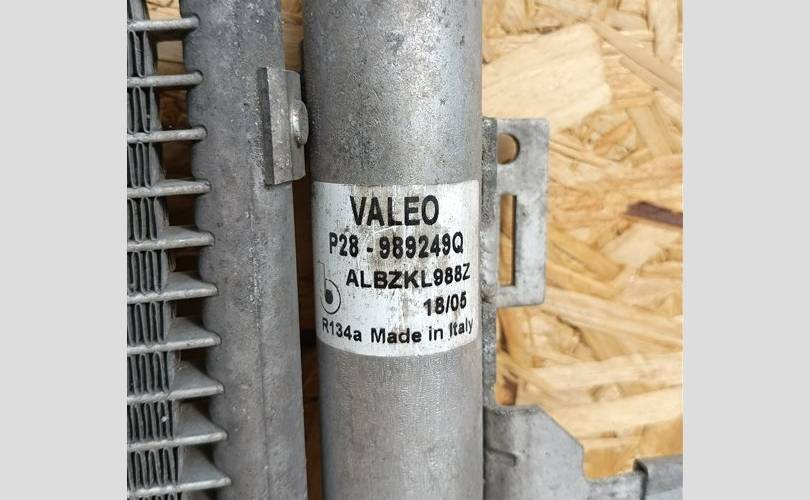 VALEO
P28 - 989249Q
ALBZKL988Z
18/05
R134a Made in Italy